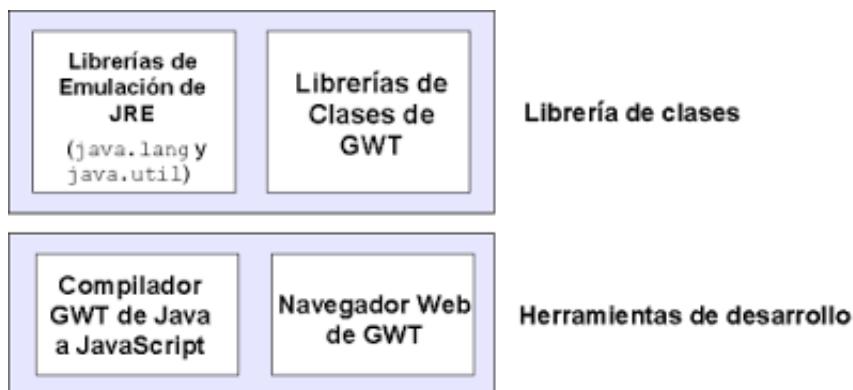 Librerías de
Emulación de
JRE
(java.lang y
java.util)
Librerías de
Clases de
GWT
Librería de clases
Compilador
GWT de Java
a JavaScript
Navegador Web
de GWT
Herramientas de desarrollo